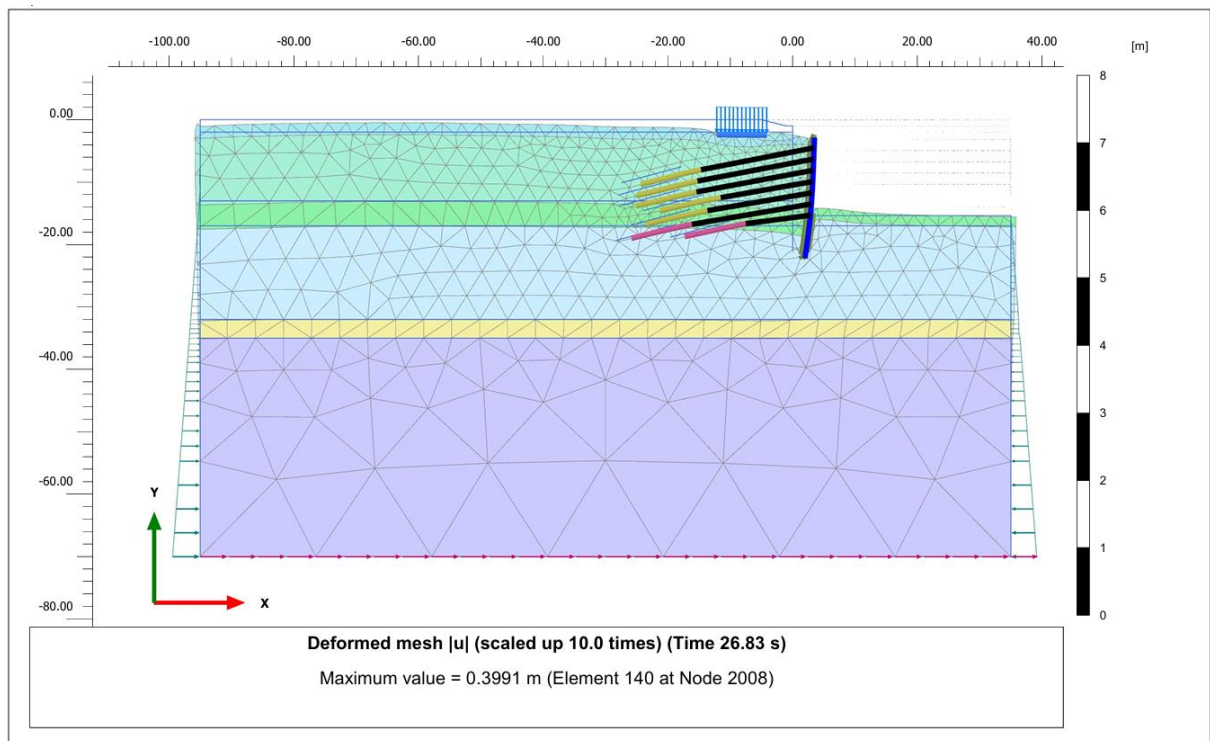 -100.00 -80.00 -60.00 -40.00 -20.00 0.00 20.00 40.00
[m]
8
0.00
7
6
-20.00
5
-40.00
4
3
-60.00
Y
2
1
X
-80.00
0
Deformed mesh |u| (scaled up 10.0 times) (Time 26.83 s)
Maximum value = 0.3991 m (Element 140 at Node 2008)